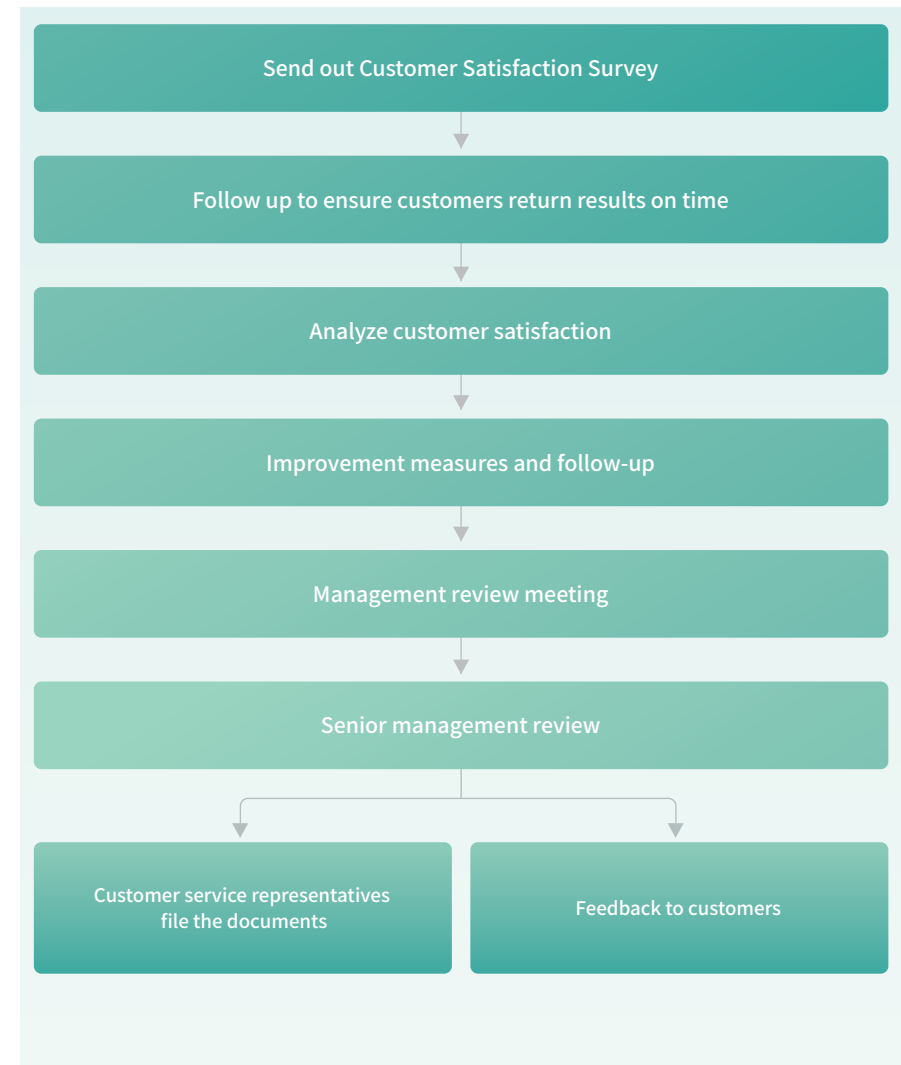 Send out Customer Satisfaction Survey
Follow up to ensure customers return results on time
Analyze customer satisfaction
Improvement measures and follow-up
Management review meeting
Senior management review
Customer service representatives
file the documents
Feedback to customers